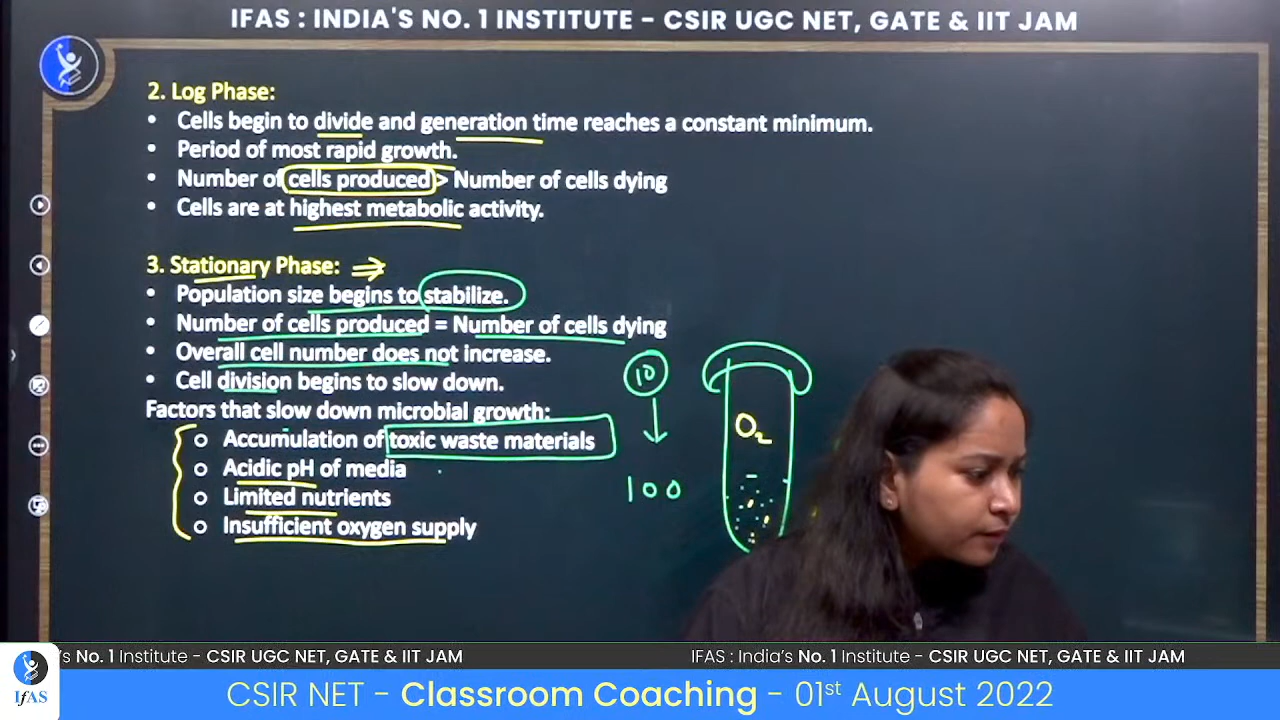 IFAS : INDIA'S NO. 1 INSTITUTE - CSIR UGC NET, GATE & IIT JAM
2. Log Phase:
• Cells begin to divide and generation time reaches a constant minimum.
• Period of most rapid growth.
• Number of cells produced > Number of cells dying
• Cells are at highest metabolic activity.
3. Stationary Phase: ⇒
• Population size begins to stabilize.
• Number of cells produced = Number of cells dying
• Overall cell number does not increase.
• Cell division begins to slow down.
Factors that slow down microbial growth:
o Accumulation of toxic waste materials
o Acidic pH of media
o Limited nutrients
o Insufficient oxygen supply
10
↓
100
O2
's No. 1 Institute - CSIR UGC NET, GATE & IIT JAM
IFAS : India's No. 1 Institute - CSIR UGC NET, GATE & IIT JAM
IfAS
CSIR NET - Classroom Coaching - 01st August 2022